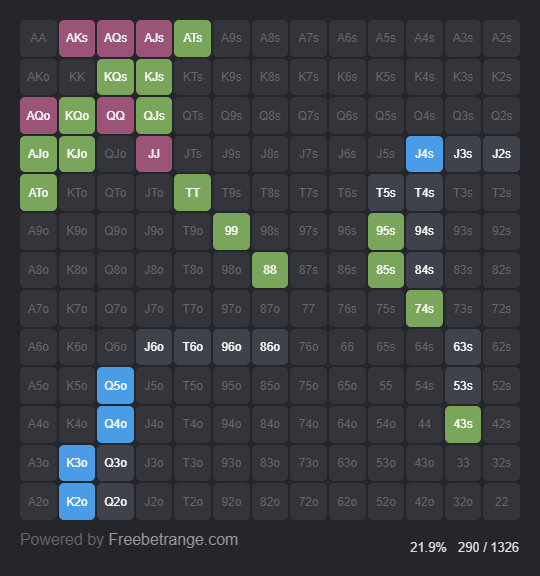 AA AKs AQs AJs ATs A9s A8s A7s A6s A5s A4s A3s A2s
AKo KK KQs KJs KTs K9s K8s K7s K6s K5s K4s K3s K2s
AQo KQo QQ QJs QTs Q9s Q8s Q7s Q6s Q5s Q4s Q3s Q2s
AJo KJo QJo JJ JTs J9s J8s J7s J6s J5s J4s J3s J2s
ATo KTo QTo JTo TT T9s T8s T7s T6s T5s T4s T3s T2s
A9o K9o Q9o J9o T9o 99 98s 97s 96s 95s 94s 93s 92s
A8o K8o Q8o J8o T8o 98o 88 87s 86s 85s 84s 83s 82s
A7o K7o Q7o J7o T7o 97o 87o 77 76s 75s 74s 73s 72s
A6o K6o Q6o J6o T6o 96o 86o 76o 66 65s 64s 63s 62s
A5o K5o Q5o J5o T5o 95o 85o 75o 65o 55 54s 53s 52s
A4o K4o Q4o J4o T4o 94o 84o 74o 64o 54o 44 43s 42s
A3o K3o Q3o J3o T3o 93o 83o 73o 63o 53o 43o 33 32s
A2o K2o Q2o J2o T2o 92o 82o 72o 62o 52o 42o 32o 22
Powered by Freebetrange.com
21.9% 290 / 1326